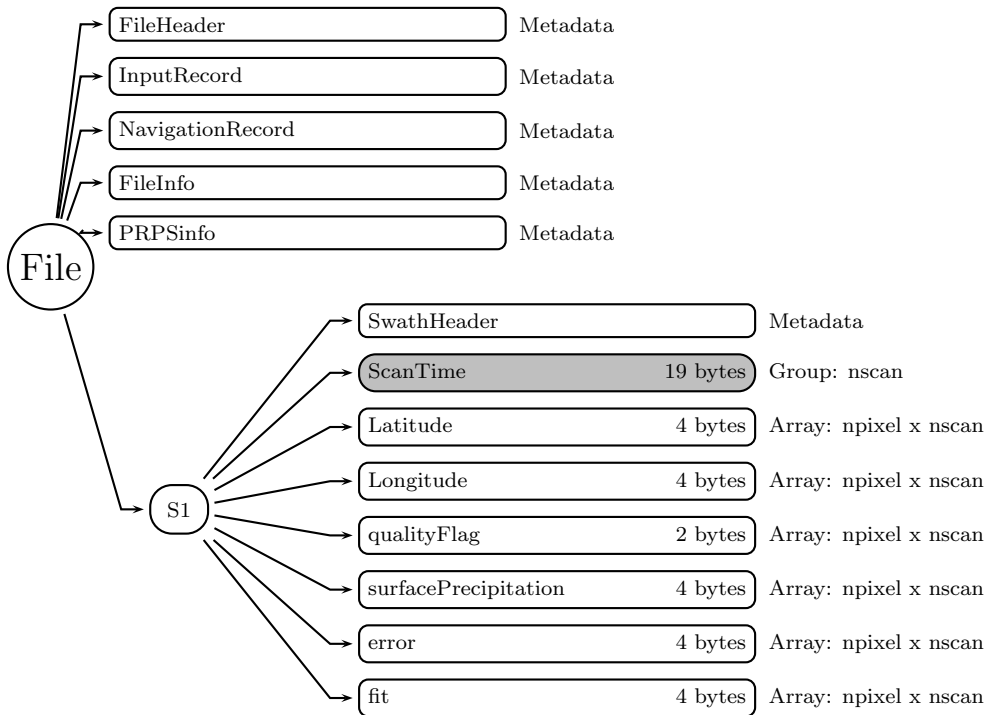 FileHeader Metadata
InputRecord Metadata
NavigationRecord Metadata
FileInfo Metadata
PRPSinfo Metadata
File
SwathHeader Metadata
ScanTime 19 bytes Group: nscan
Latitude 4 bytes Array: npixel x nscan
Longitude 4 bytes Array: npixel x nscan
S1
qualityFlag 2 bytes Array: npixel x nscan
surfacePrecipitation 4 bytes Array: npixel x nscan
error 4 bytes Array: npixel x nscan
fit 4 bytes Array: npixel x nscan